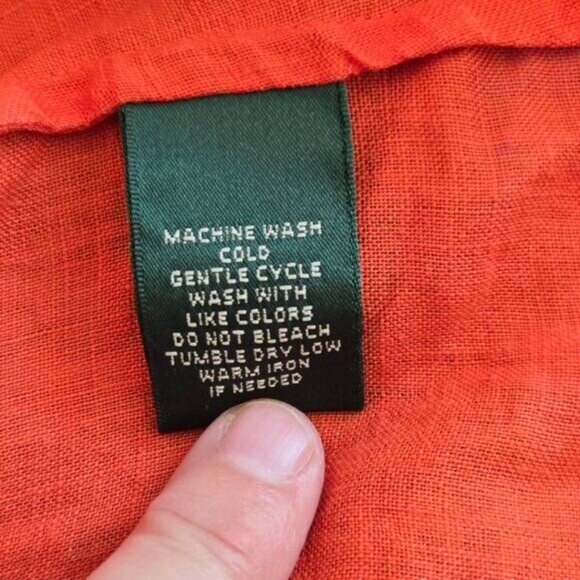 MACHINE WASH
COLD
GENTLE CYCLE
WASH WITH
LIKE COLORS
DO NOT BLEACH
TUMBLE DRY LOW
WARM IRON
IF NEEDED